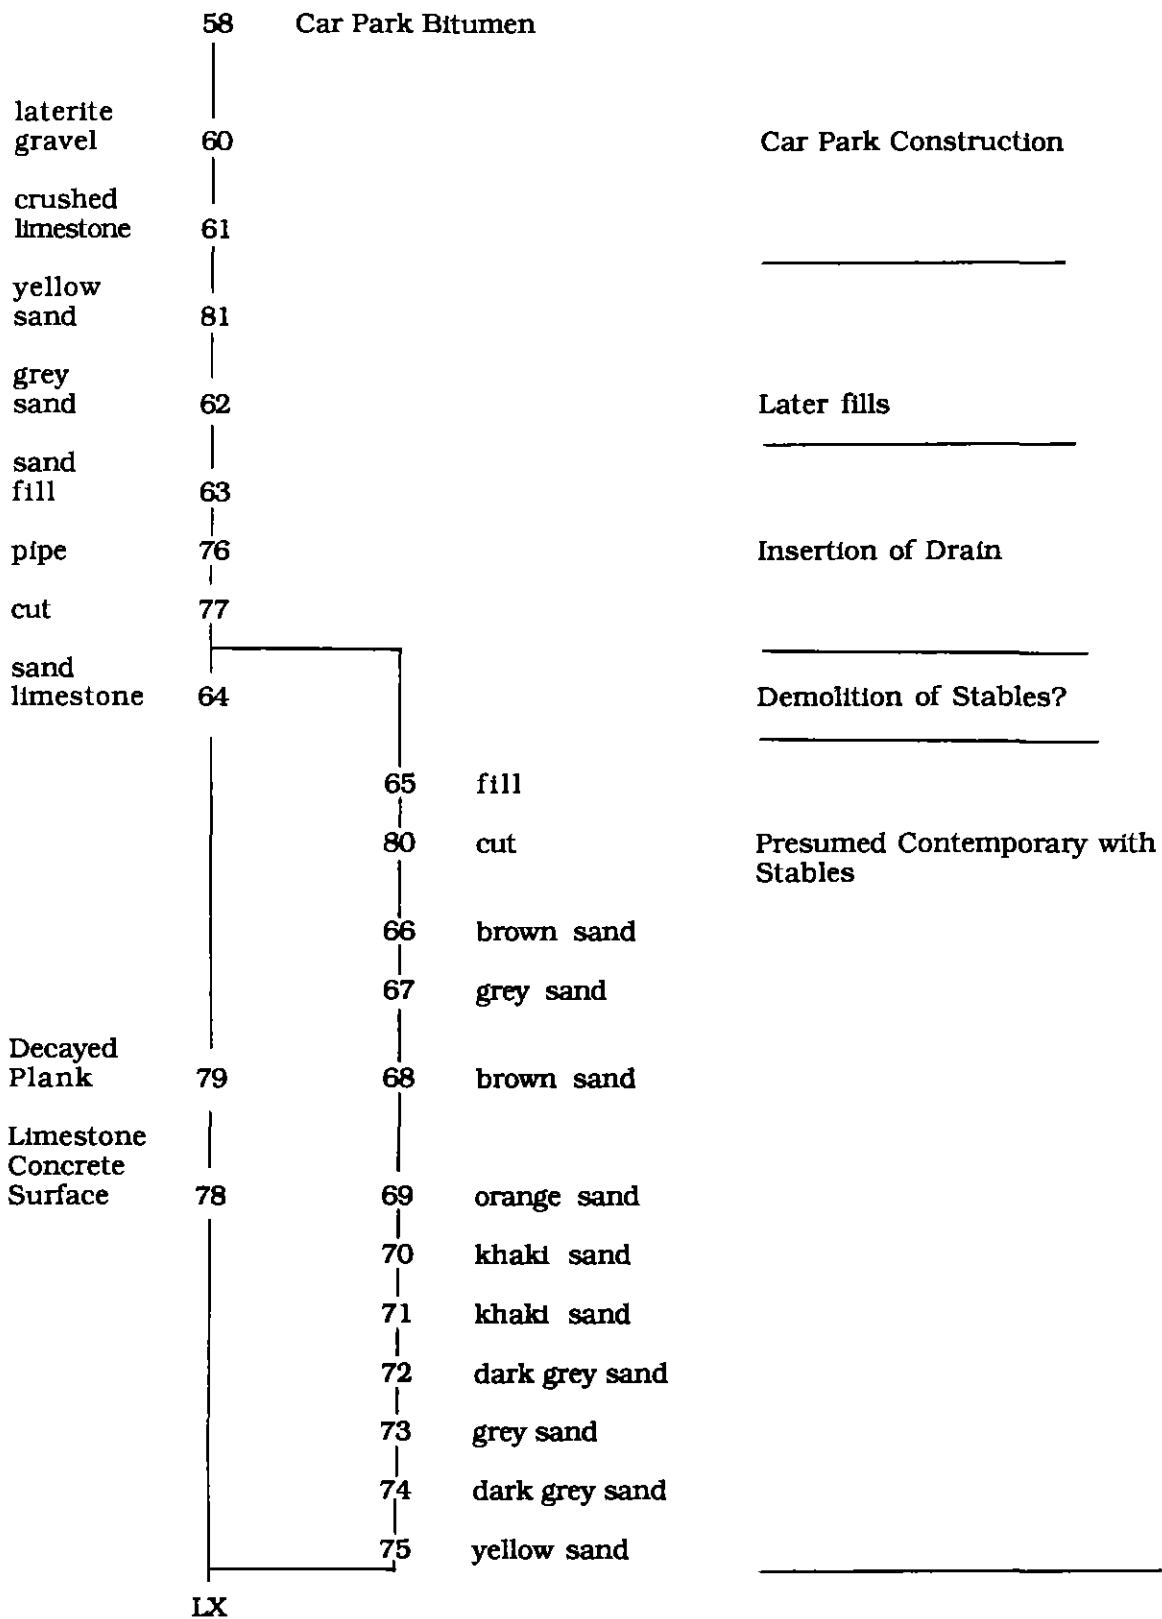 58 Car Park Bitumen
laterite
gravel 60 Car Park Construction
crushed
limestone 61
yellow
sand 81
grey
sand 62 Later fills
sand
fill 63
pipe 76 Insertion of Drain
cut 77
sand
limestone 64 Demolition of Stables?
65 fill
80 cut Presumed Contemporary with
Stables
66 brown sand
67 grey sand
Decayed
Plank 79 68 brown sand
Limestone
Concrete
Surface 78 69 orange sand
70 khaki sand
71 khaki sand
72 dark grey sand
73 grey sand
74 dark grey sand
75 yellow sand
LX